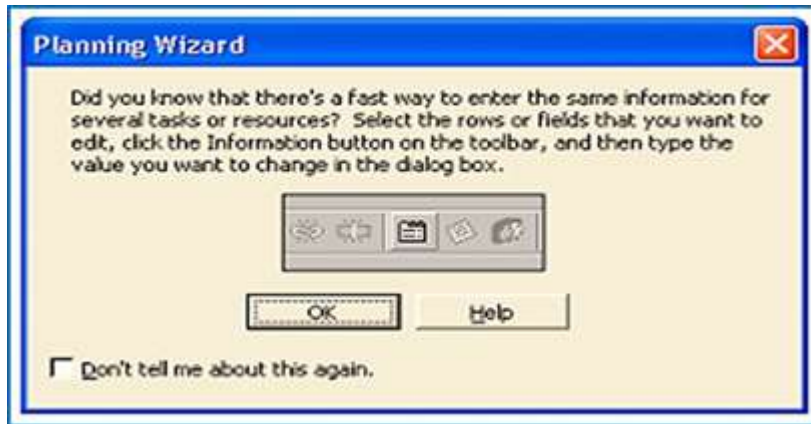 Planning Wizard
Did you know that there's a fast way to enter the same information for
several tasks or resources? Select the rows or fields that you want to
edit, click the Information button on the toolbar, and then type the
value you want to change in the dialog box.
OK Help
Don't tell me about this again.